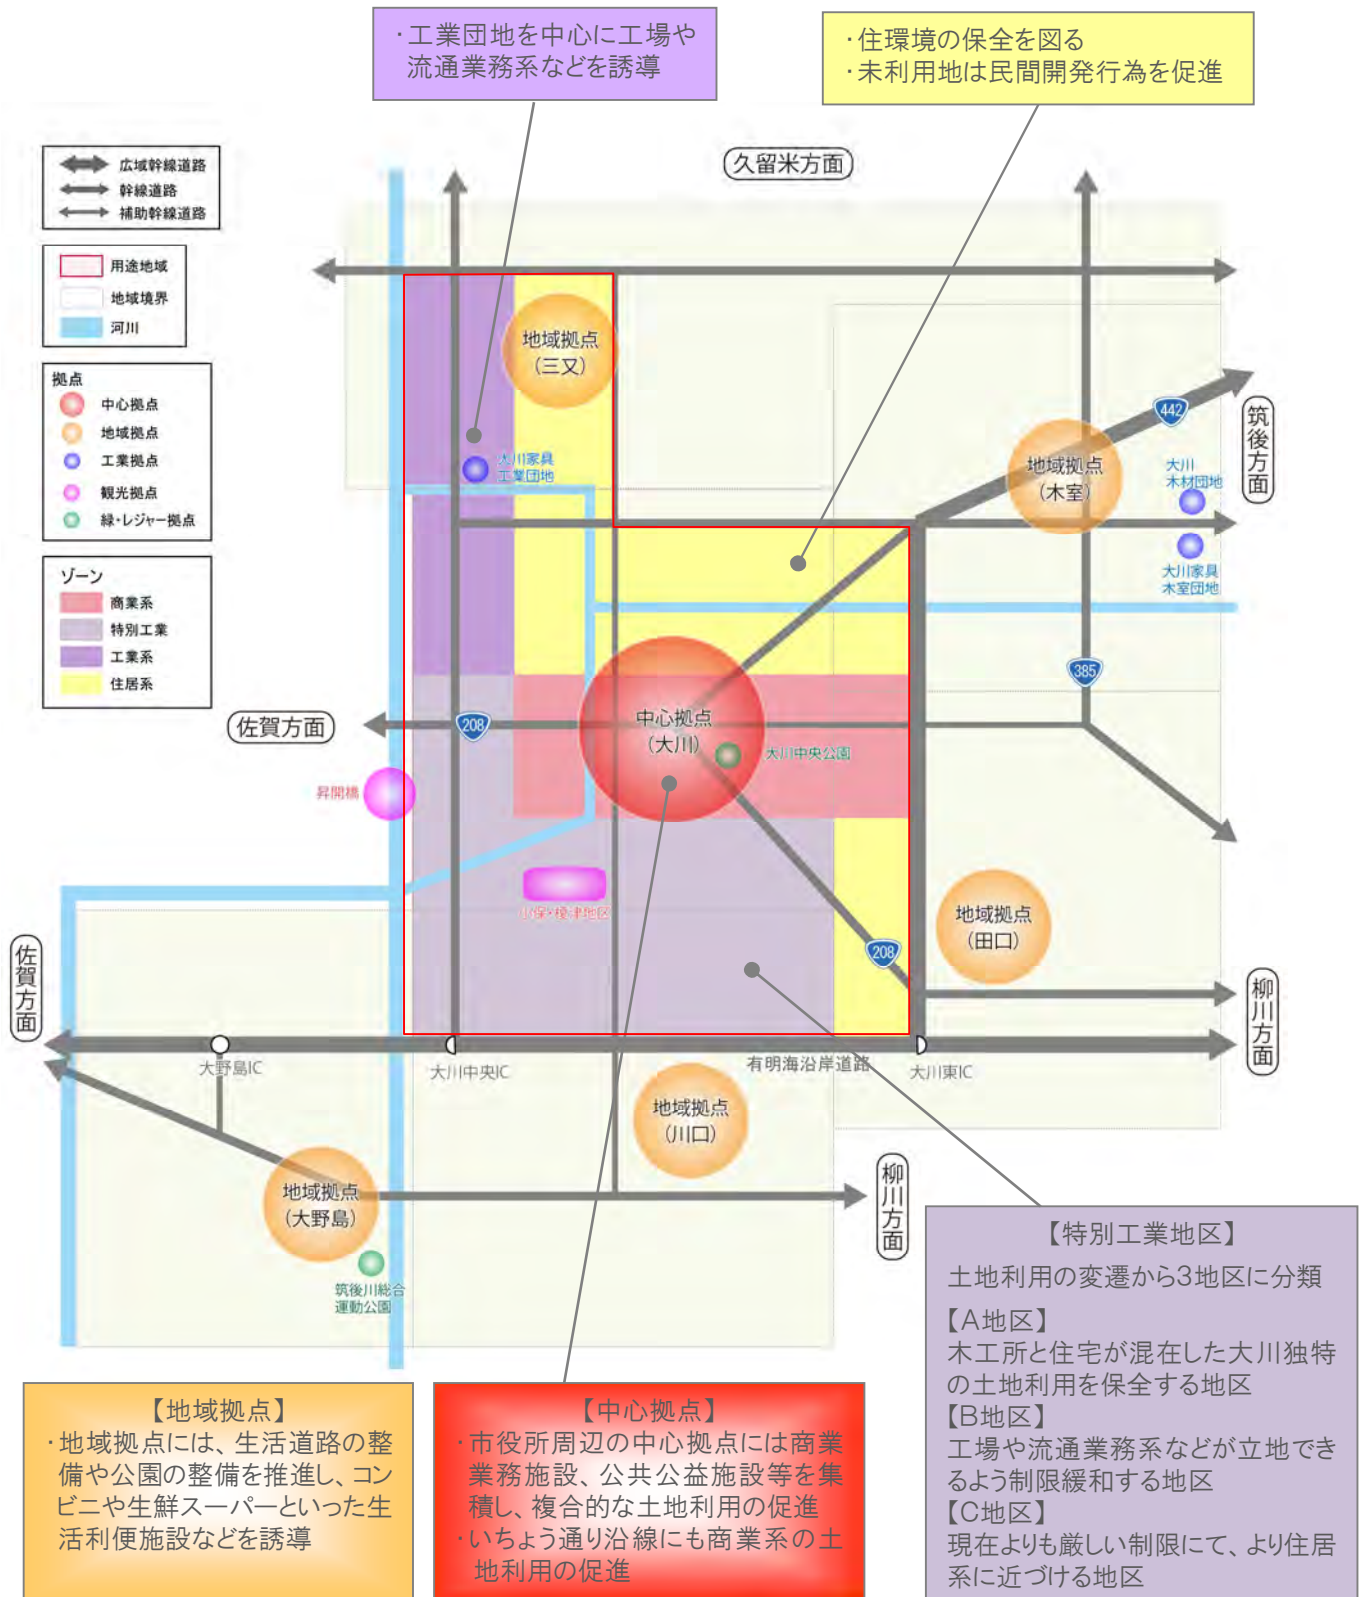 ・工業団地を中心に工場や
流通業務系などを誘導
・住環境の保全を図る
・未利用地は民間開発行為を促進
広域幹線道路
幹線道路
補助幹線道路
用途地域
地域境界
河川
拠点
中心拠点
地域拠点
工業拠点
観光拠点
緑・レジャー拠点
ゾーン
商業系
特別工業
工業系
住居系
久留米方面
地域拠点
(三又)
大川家具
工業団地
442
筑後方面
地域拠点
(木室)
大川
木材団地
大川家具
木室団地
385
佐賀方面
208
中心拠点
(大川)
大川中央公園
昇開橋
小保・榎津地区
地域拠点
(田口)
208
佐賀方面
柳川方面
大野島IC
大川中央IC
有明海沿岸道路
大川東IC
地域拠点
(川口)
地域拠点
(大野島)
柳川方面
筑後川総合
運動公園
【特別工業地区】
土地利用の変遷から3地区に分類
【A地区】
木工所と住宅が混在した大川独特
の土地利用を保全する地区
【B地区】
工場や流通業務系などが立地でき
るよう制限緩和する地区
【C地区】
現在よりも厳しい制限にて、より住居
系に近づける地区
【地域拠点】
・地域拠点には、生活道路の整
備や公園の整備を推進し、コン
ビニや生鮮スーパーといった生
活利便施設などを誘導
【中心拠点】
・市役所周辺の中心拠点には商業
業務施設、公共公益施設等を集
積し、複合的な土地利用の促進
・いちょう通り沿線にも商業系の土
地利用の促進